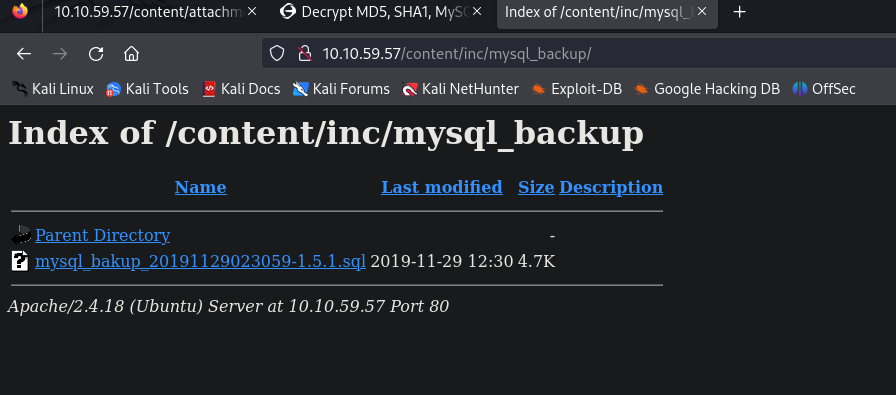 10.10.59.57/content/attachm
Decrypt MD5, SHA1, MySQ
Index of /content/inc/mysql_b
10.10.59.57/content/inc/mysql_backup/
Kali Linux Kali Tools Kali Docs Kali Forums Kali NetHunter Exploit-DB Google Hacking DB OffSec
Index of /content/inc/mysql_backup
Name Last modified Size Description
Parent Directory -
mysql_bakup_20191129023059-1.5.1.sql 2019-11-29 12:30 4.7K
Apache/2.4.18 (Ubuntu) Server at 10.10.59.57 Port 80